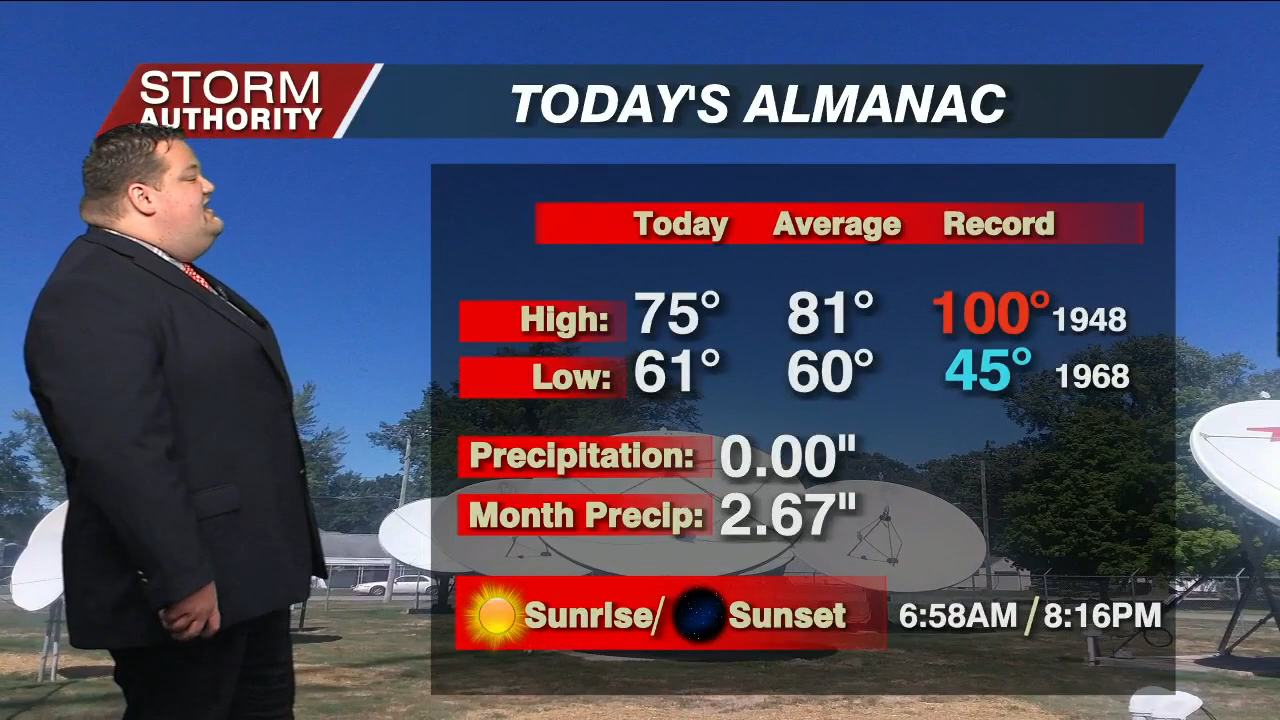 STORM
AUTHORITY
TODAY'S ALMANAC
Today Average Record
High: 75° 81° 100° 1948
Low: 61° 60° 45° 1968
Precipitation: 0.00"
Month Precip: 2.67"
SunrIse/ Sunset 6:58AM / 8:16PM